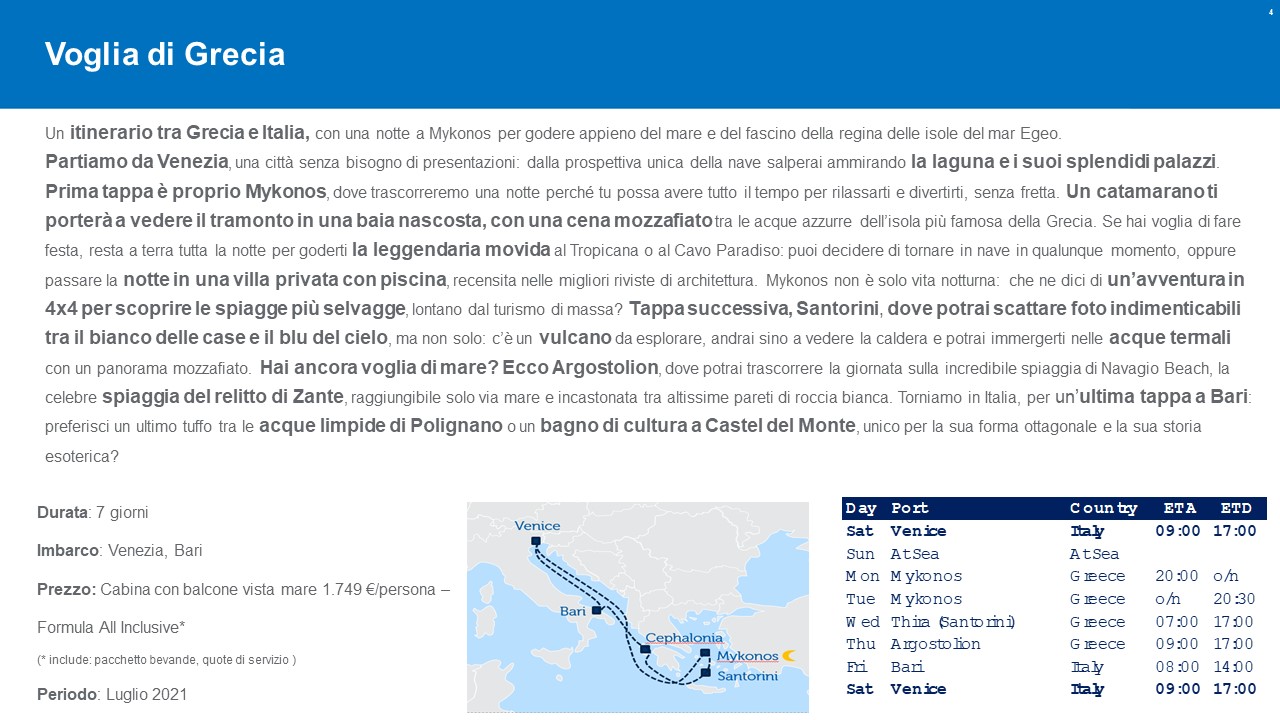 4
Voglia di Grecia
Un itinerario tra Grecia e Italia, con una notte a Mykonos per godere appieno del mare e del fascino della regina delle isole del mar Egeo.
Partiamo da Venezia, una città senza bisogno di presentazioni: dalla prospettiva unica della nave salperai ammirando la laguna e i suoi splendidi palazzi.
Prima tappa è proprio Mykonos, dove trascorreremo una notte perché tu possa avere tutto il tempo per rilassarti e divertirti, senza fretta. Un catamarano ti
porterà a vedere il tramonto in una baia nascosta, con una cena mozzafiato tra le acque azzurre dell'isola più famosa della Grecia. Se hai voglia di fare
festa, resta a terra tutta la notte per goderti la leggendaria movida al Tropicana o al Cavo Paradiso: puoi decidere di tornare in nave in qualunque momento, oppure
passare la notte in una villa privata con piscina, recensita nelle migliori riviste di architettura. Mykonos non è solo vita notturna: che ne dici di un'avventura in
4x4 per scoprire le spiagge più selvagge, lontano dal turismo di massa? Tappa successiva, Santorini, dove potrai scattare foto indimenticabili
tra il bianco delle case e il blu del cielo, ma non solo: c'è un vulcano da esplorare, andrai sino a vedere la caldera e potrai immergerti nelle acque termali
con un panorama mozzafiato. Hai ancora voglia di mare? Ecco Argostolion, dove potrai trascorrere la giornata sulla incredibile spiaggia di Navagio Beach, la
celebre spiaggia del relitto di Zante, raggiungibile solo via mare e incastonata tra altissime pareti di roccia bianca. Torniamo in Italia, per un'ultima tappa a Bari:
preferisci un ultimo tuffo tra le acque limpide di Polignano o un bagno di cultura a Castel del Monte, unico per la sua forma ottagonale e la sua storia
esoterica?
Durata: 7 giorni
Imbarco: Venezia, Bari
Prezzo: Cabina con balcone vista mare 1.749 €/persona –
Formula All Inclusive*
(* include: pacchetto bevande, quote di servizio )
Periodo: Luglio 2021
Venice
Bari
Cephalonia
Mykonos
Santorini
Day Port Country ETA ETD
Sat Venice Italy 09:00 17:00
Sun At Sea At Sea
Mon Mykonos Greece 20:00 o/n
Tue Mykonos Greece o/n 20:30
Wed Thira (Santorini) Greece 07:00 17:00
Thu Argostolion Greece 09:00 17:00
Fri Bari Italy 08:00 14:00
Sat Venice Italy 09:00 17:00